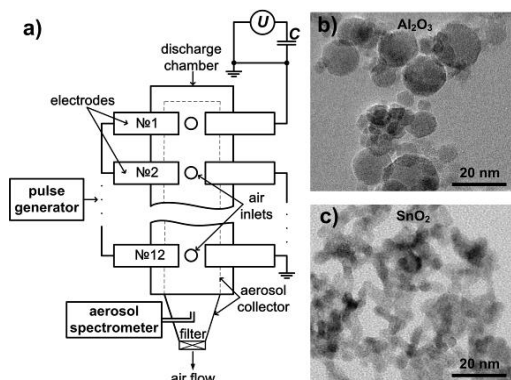 a)
U
C
discharge
chamber
electrodes
№1
№2
pulse
generator
air
inlets
№12
aerosol
collector
aerosol
spectrometer
filter
air flow
b)
Al₂O₃
20 nm
c)
SnO₂
20 nm